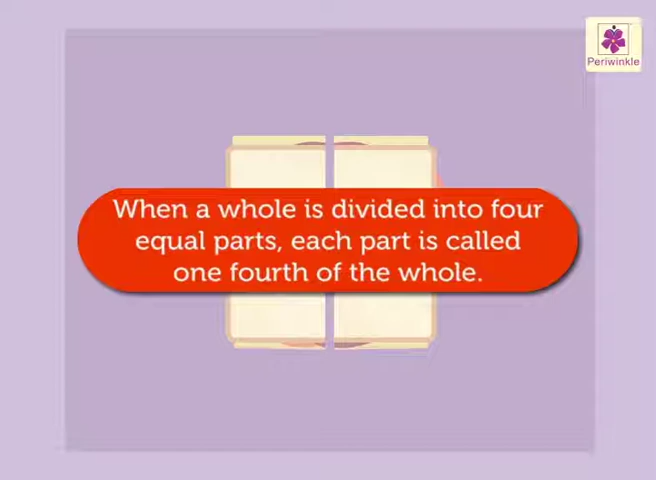 Periwinkle
When a whole is divided into four
equal parts, each part is called
one fourth of the whole.